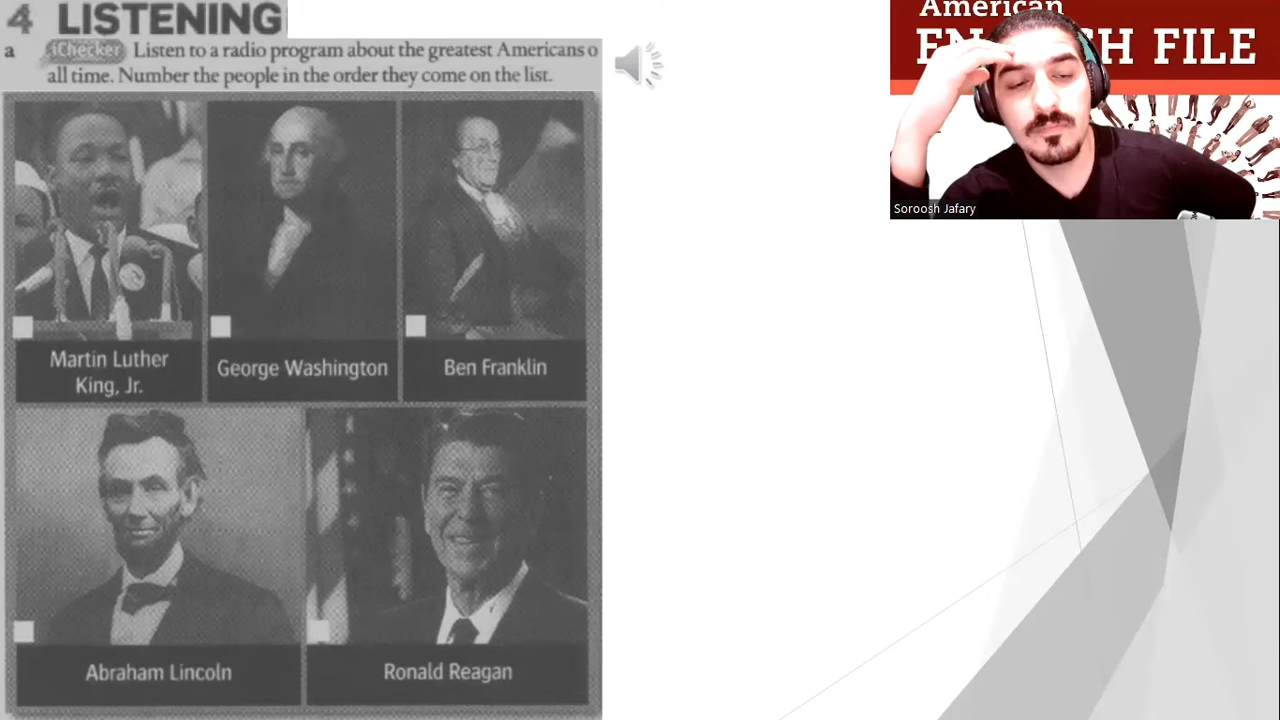 4 LISTENING
a iChecker Listen to a radio program about the greatest Americans o
all time. Number the people in the order they come on the list.
Martin Luther
King, Jr.
George Washington
Ben Franklin
Abraham Lincoln
Ronald Reagan
American
FILE
Soroosh Jafary